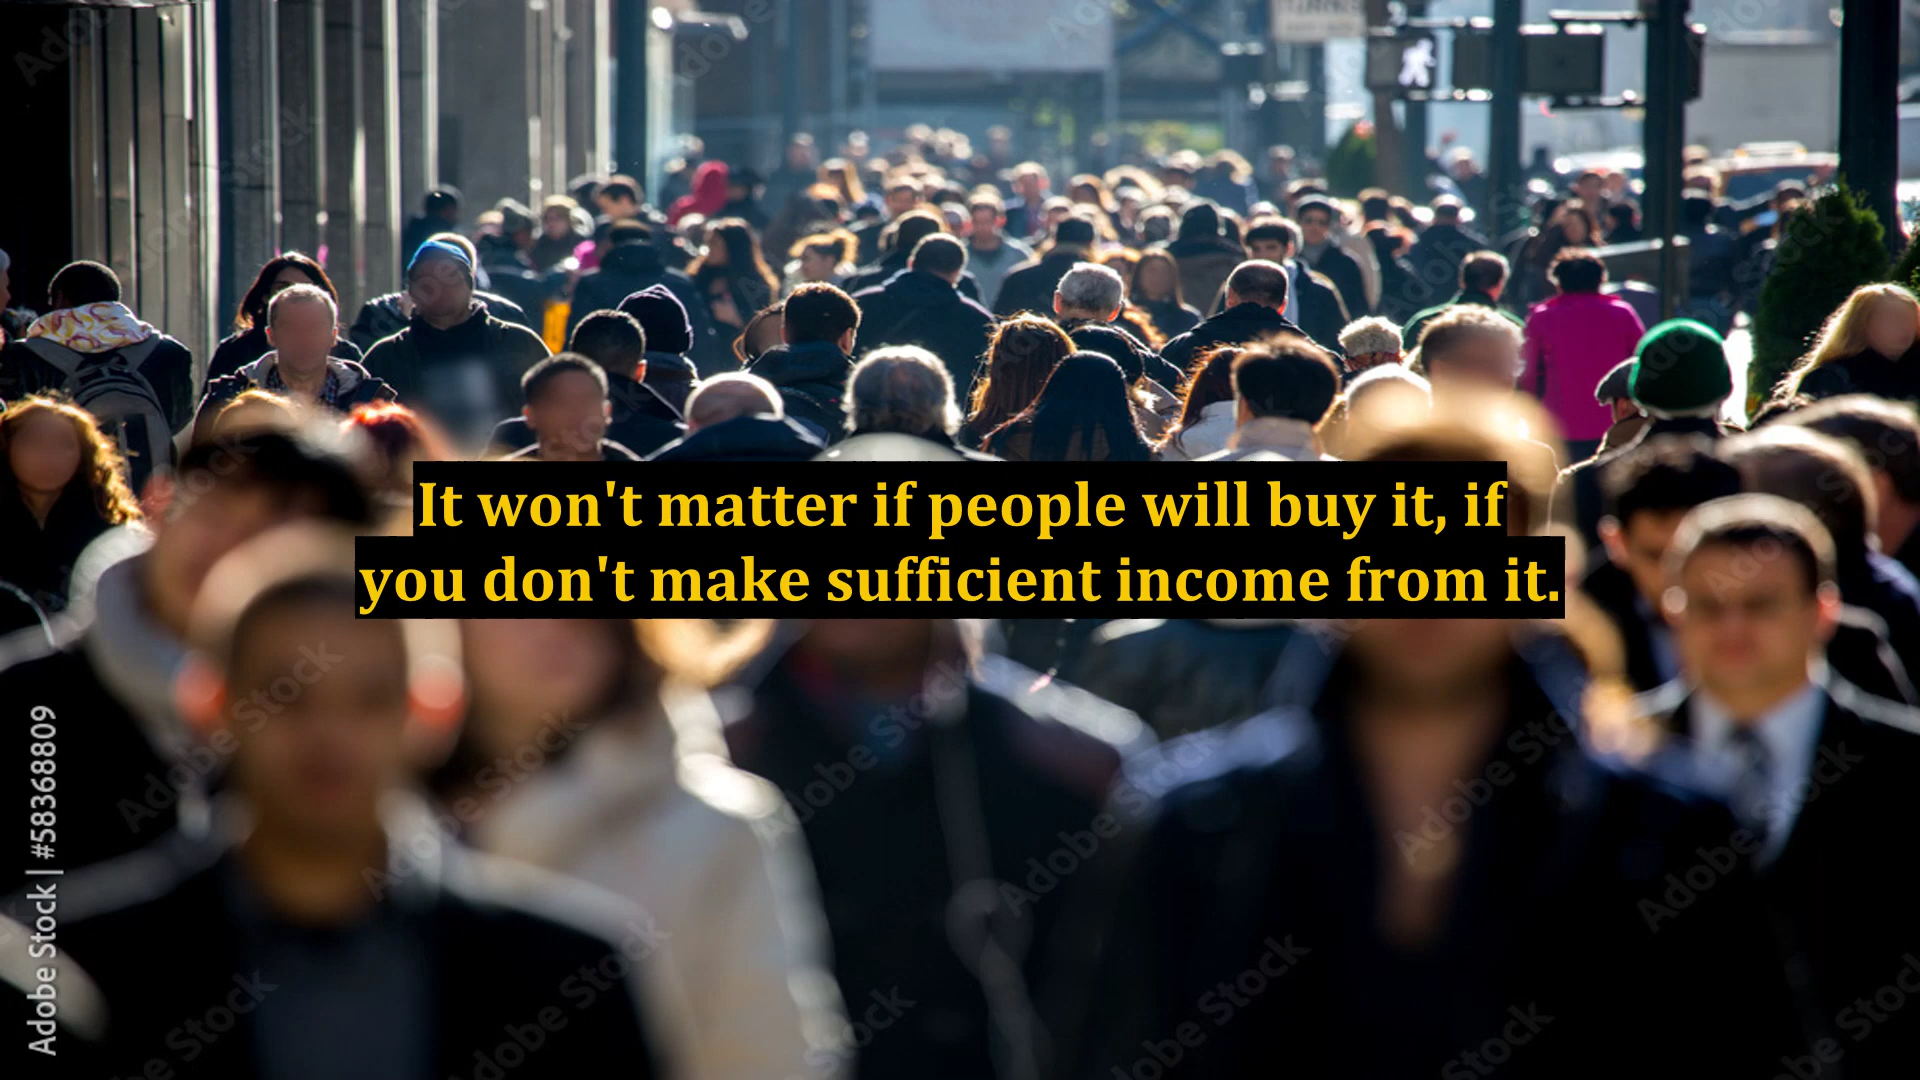 It won't matter if people will buy it, if
you don't make sufficient income from it.
Adobe Stock | #58368809